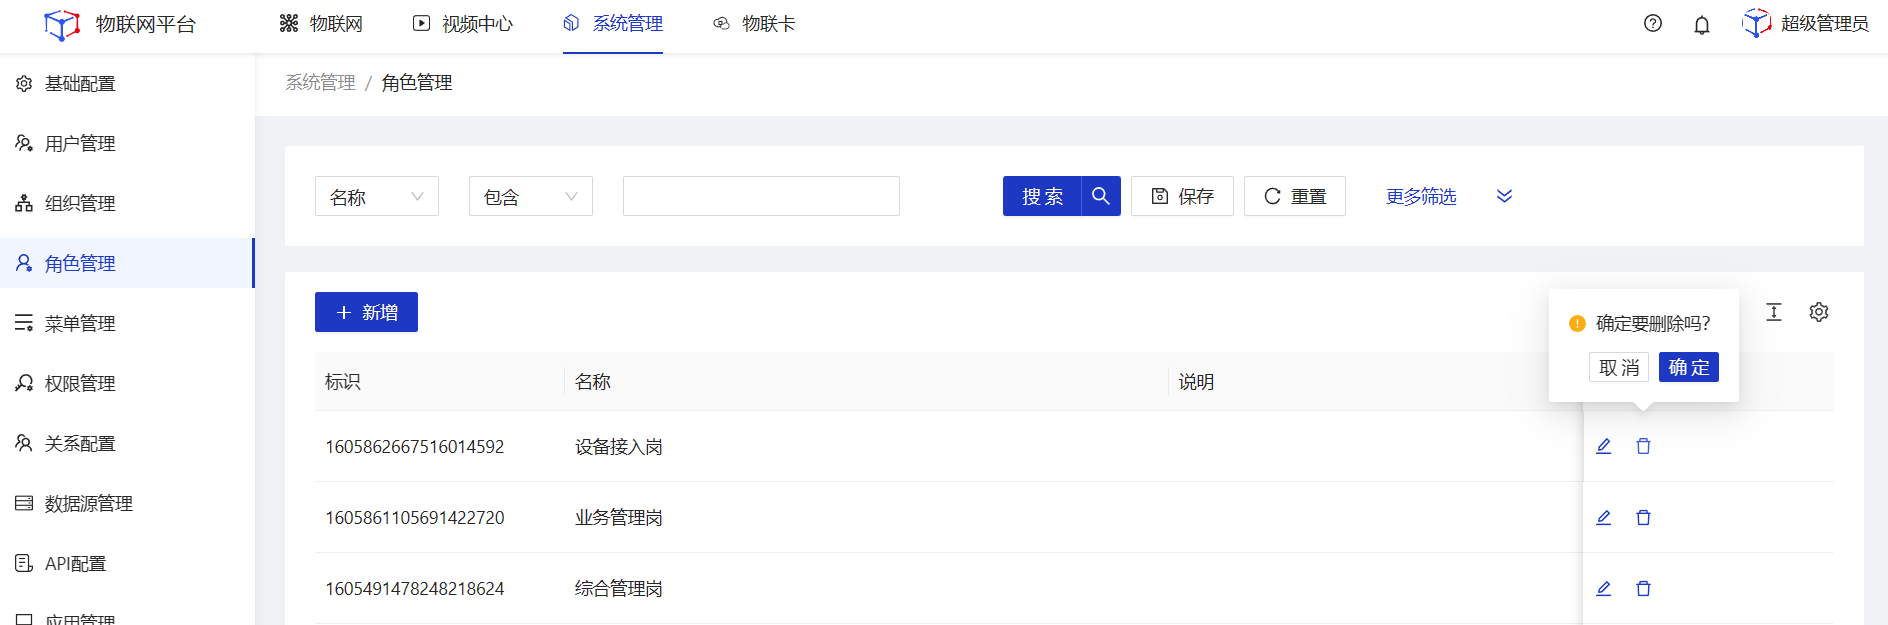 物联网平台
物联网
视频中心
系统管理
物联卡
超级管理员
基础配置
用户管理
组织管理
角色管理
菜单管理
权限管理
关系配置
数据源管理
API配置
应用管理
系统管理 / 角色管理
名称
包含
搜索
保存
重置
更多筛选
新增
确定要删除吗?
取消
确定
标识
名称
说明
1605862667516014592
设备接入岗
1605861105691422720
业务管理岗
1605491478248218624
综合管理岗